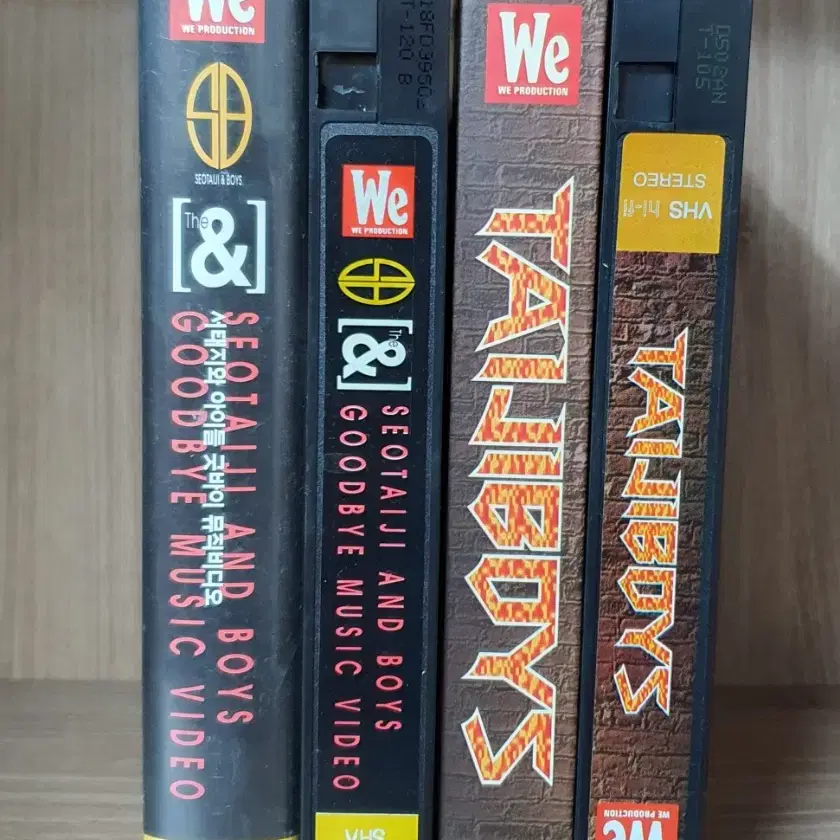 We
WE PRODUCTION
SEOTAIJI & BOYS
[The &]
SEOTAIJI AND BOYS
GOODBYE MUSIC VIDEO
서태지와 아이들 굿바이 뮤직비디오
T-120 B
We
WE PRODUCTION
[The &]
SEOTAIJI AND BOYS
GOODBYE MUSIC VIDEO
VHS
We
WE PRODUCTION
TAIJIBOYS
T-105
VHS hi-fi
STEREO
TAIJIBOYS
We
WE PRODUCTION